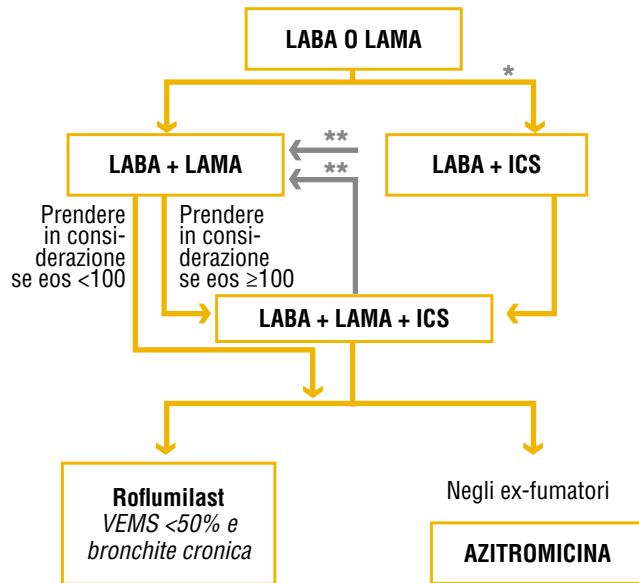 LABA O LAMA
*
**
LABA + LAMA
**
LABA + ICS
Prendere
in consi-
derazione
se eos <100
Prendere
in consi-
derazione
se eos ≥100
LABA + LAMA + ICS
Roflumilast
VEMS <50% e
bronchite cronica
Negli ex-fumatori
AZITROMICINA